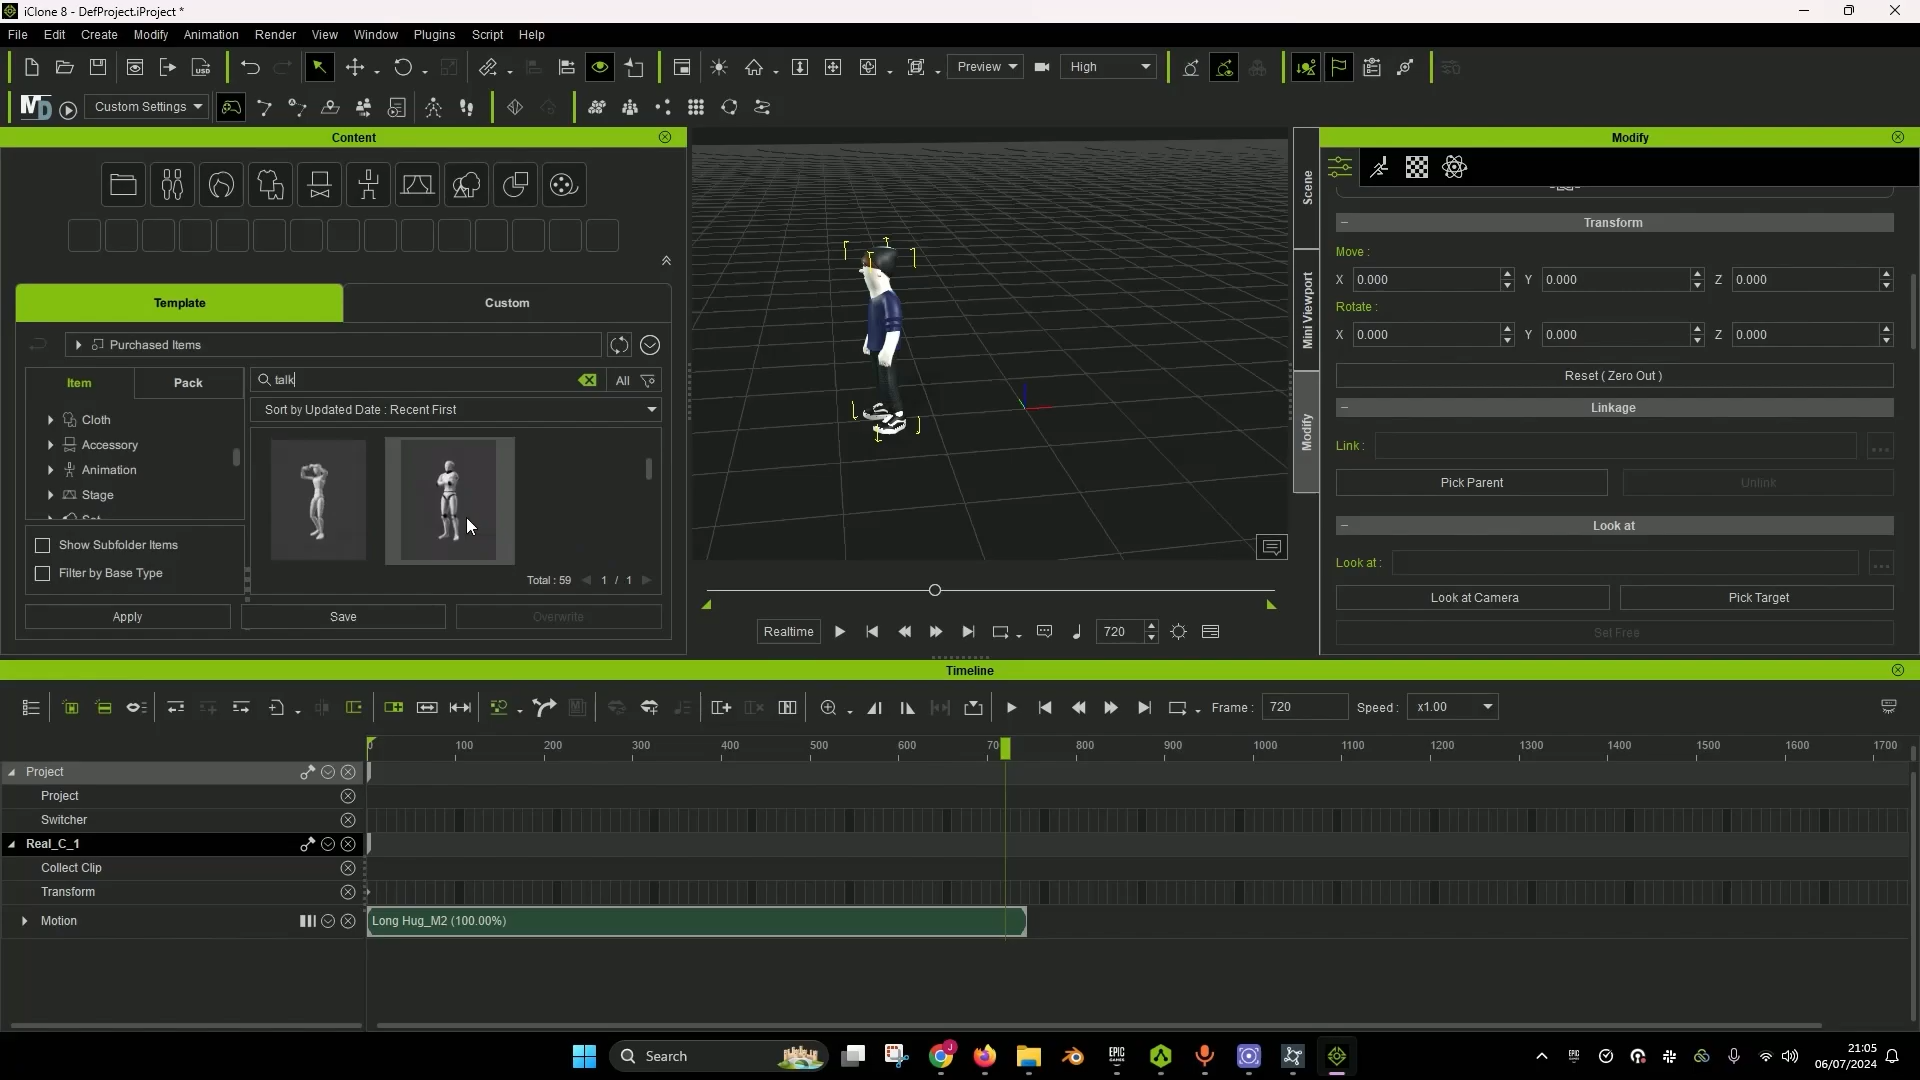 iClone 8 - DefProject.iProject *
File Edit Create Modify Animation Render View Window Plugins Script Help
Preview High
MD Custom Settings
Content
Template Custom
Purchased Items
Item Pack
talk
All
Sort by Updated Date : Recent First
Cloth
Accessory
Animation
Stage
Show Subfolder Items
Filter by Base Type
Total : 59 1 / 1
Apply Save Overwrite
Realtime 720
Scene
Mini Viewport
Modify
Modify
Transform
Move :
X 0.000 Y 0.000 Z 0.000
Rotate :
X 0.000 Y 0.000 Z 0.000
Reset ( Zero Out )
Linkage
Link :
Pick Parent Unlink
Look at
Look at :
Look at Camera Pick Target
Set Free
Timeline
Frame : 720 Speed : x1.00
0 100 200 300 400 500 600 70 800 900 1000 1100 1200 1300 1400 1500 1600 1700
Project
Project
Switcher
Real_C_1
Collect Clip
Transform
Motion Long Hug_M2 (100.00%)
Search
EPIC GAMES
21:05
06/07/2024